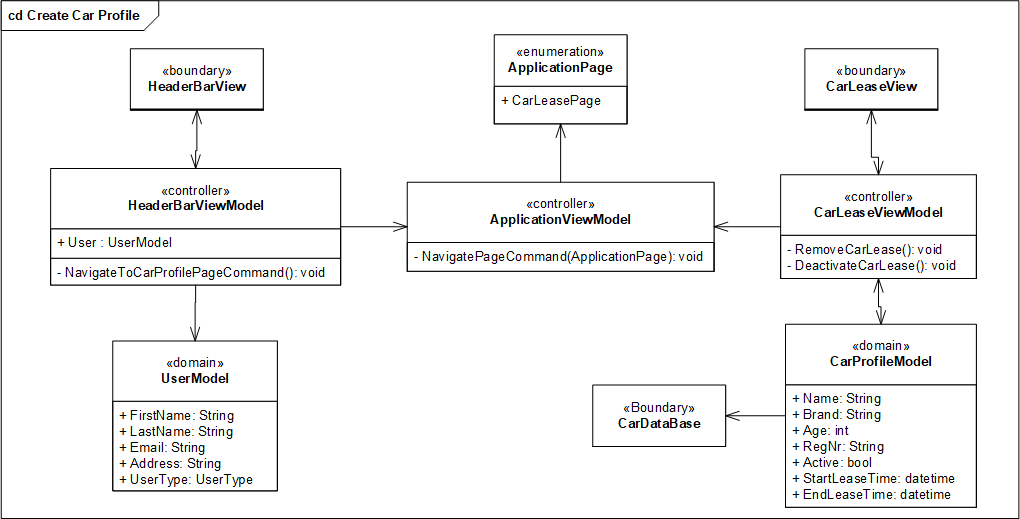 cd Create Car Profile
«boundary»
HeaderBarView
«enumeration»
ApplicationPage
+ CarLeasePage
«boundary»
CarLeaseView
«controller»
HeaderBarViewModel
+ User : UserModel
- NavigateToCarProfilePageCommand(): void
«controller»
ApplicationViewModel
- NavigatePageCommand(ApplicationPage): void
«controller»
CarLeaseViewModel
- RemoveCarLease(): void
- DeactivateCarLease(): void
«domain»
UserModel
+ FirstName: String
+ LastName: String
+ Email: String
+ Address: String
+ UserType: UserType
«Boundary»
CarDataBase
«domain»
CarProfileModel
+ Name: String
+ Brand: String
+ Age: int
+ RegNr: String
+ Active: bool
+ StartLeaseTime: datetime
+ EndLeaseTime: datetime